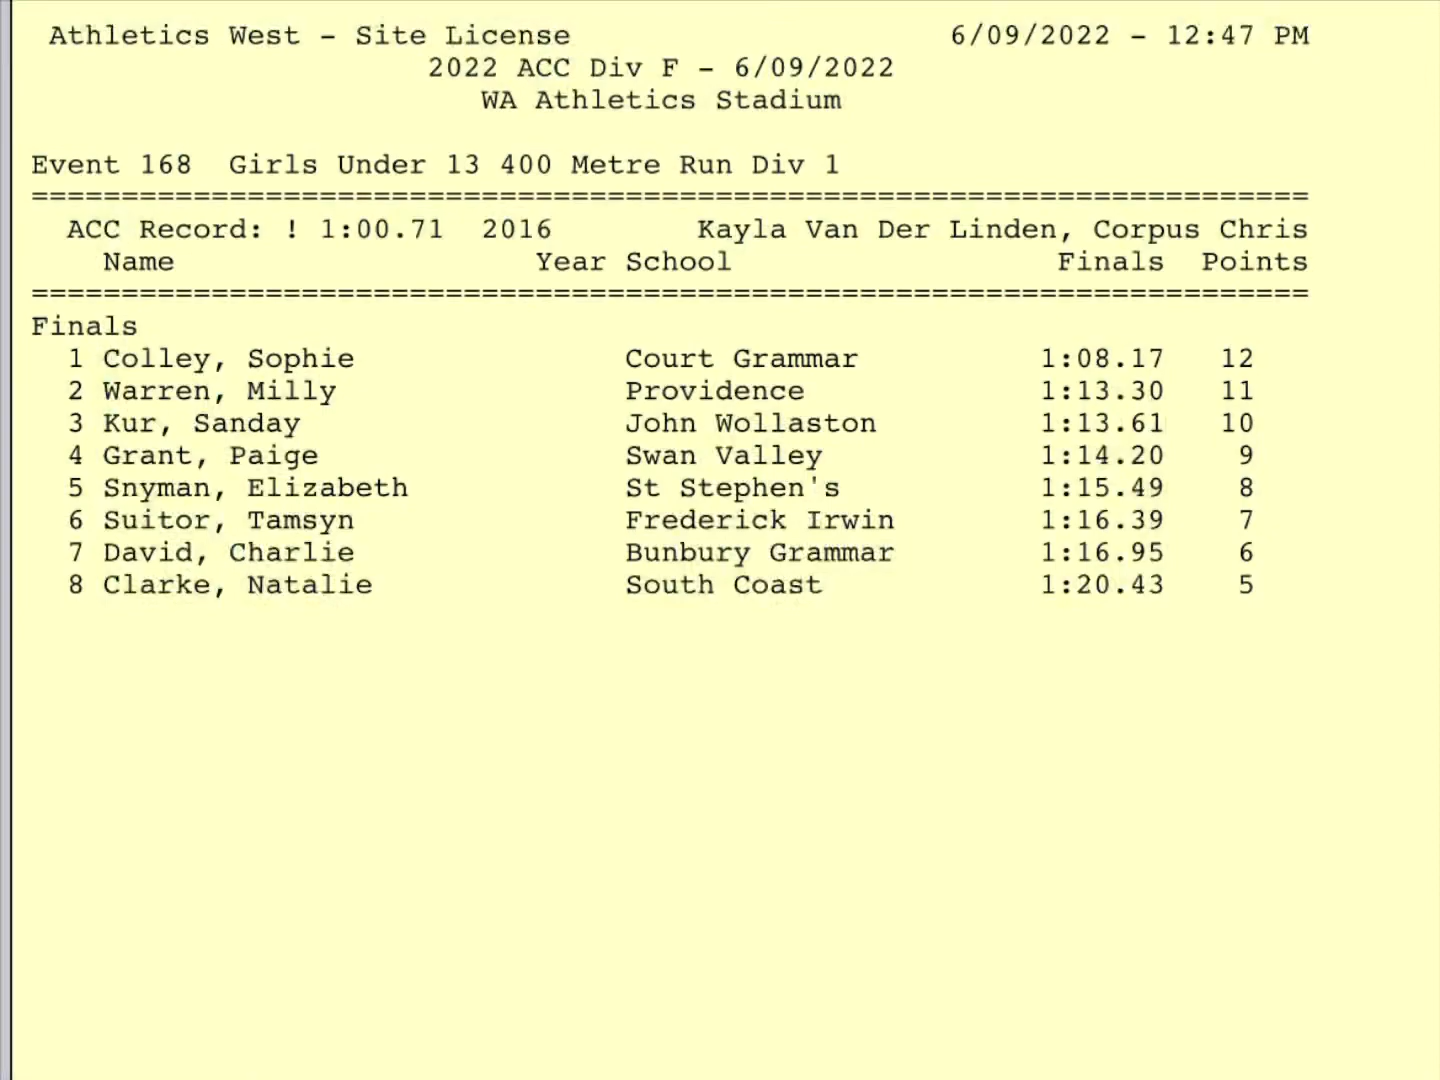 Athletics West - Site License 6/09/2022 - 12:47 PM
2022 ACC Div F - 6/09/2022
WA Athletics Stadium
Event 168 Girls Under 13 400 Metre Run Div 1
=======================================================================
ACC Record: ! 1:00.71 2016 Kayla Van Der Linden, Corpus Chris
Name Year School Finals Points
=======================================================================
Finals
1 Colley, Sophie Court Grammar 1:08.17 12
2 Warren, Milly Providence 1:13.30 11
3 Kur, Sanday John Wollaston 1:13.61 10
4 Grant, Paige Swan Valley 1:14.20 9
5 Snyman, Elizabeth St Stephen's 1:15.49 8
6 Suitor, Tamsyn Frederick Irwin 1:16.39 7
7 David, Charlie Bunbury Grammar 1:16.95 6
8 Clarke, Natalie South Coast 1:20.43 5